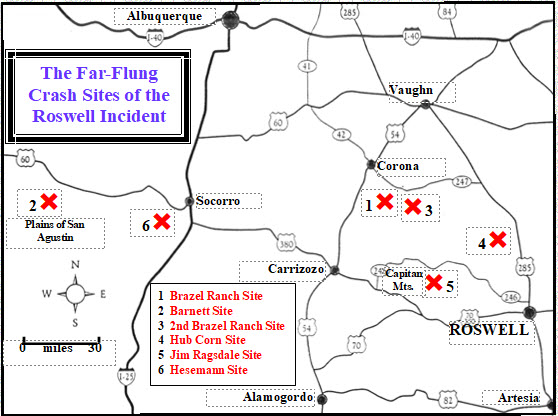 Albuquerque
I-40
285
84
I-40
The Far-Flung
Crash Sites of the
Roswell Incident
41
Vaughn
60
60
42
54
60
Corona
247
2
Plains of San
Agustin
Socorro
6
1
3
4
380
Carrizozo
Capitan
Mts.
5
285
246
N
W E
S
1 Brazel Ranch Site
2 Barnett Site
3 2nd Brazel Ranch Site
4 Hub Corn Site
5 Jim Ragsdale Site
6 Hesemann Site
70
ROSWELL
54
70
0 miles 30
I-25
Alamogordo
82
Artesia